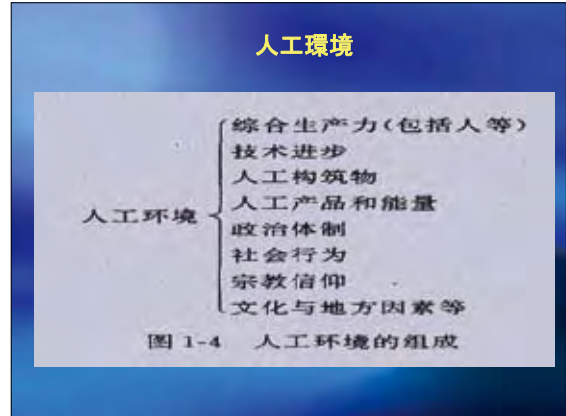 人工環境
综合生产力(包括人等)
技术进步
人工构筑物
人工产品和能量
人工环境
政治体制
社会行为
宗教信仰
文化与地方因素等
图 1-4 人工环境的组成